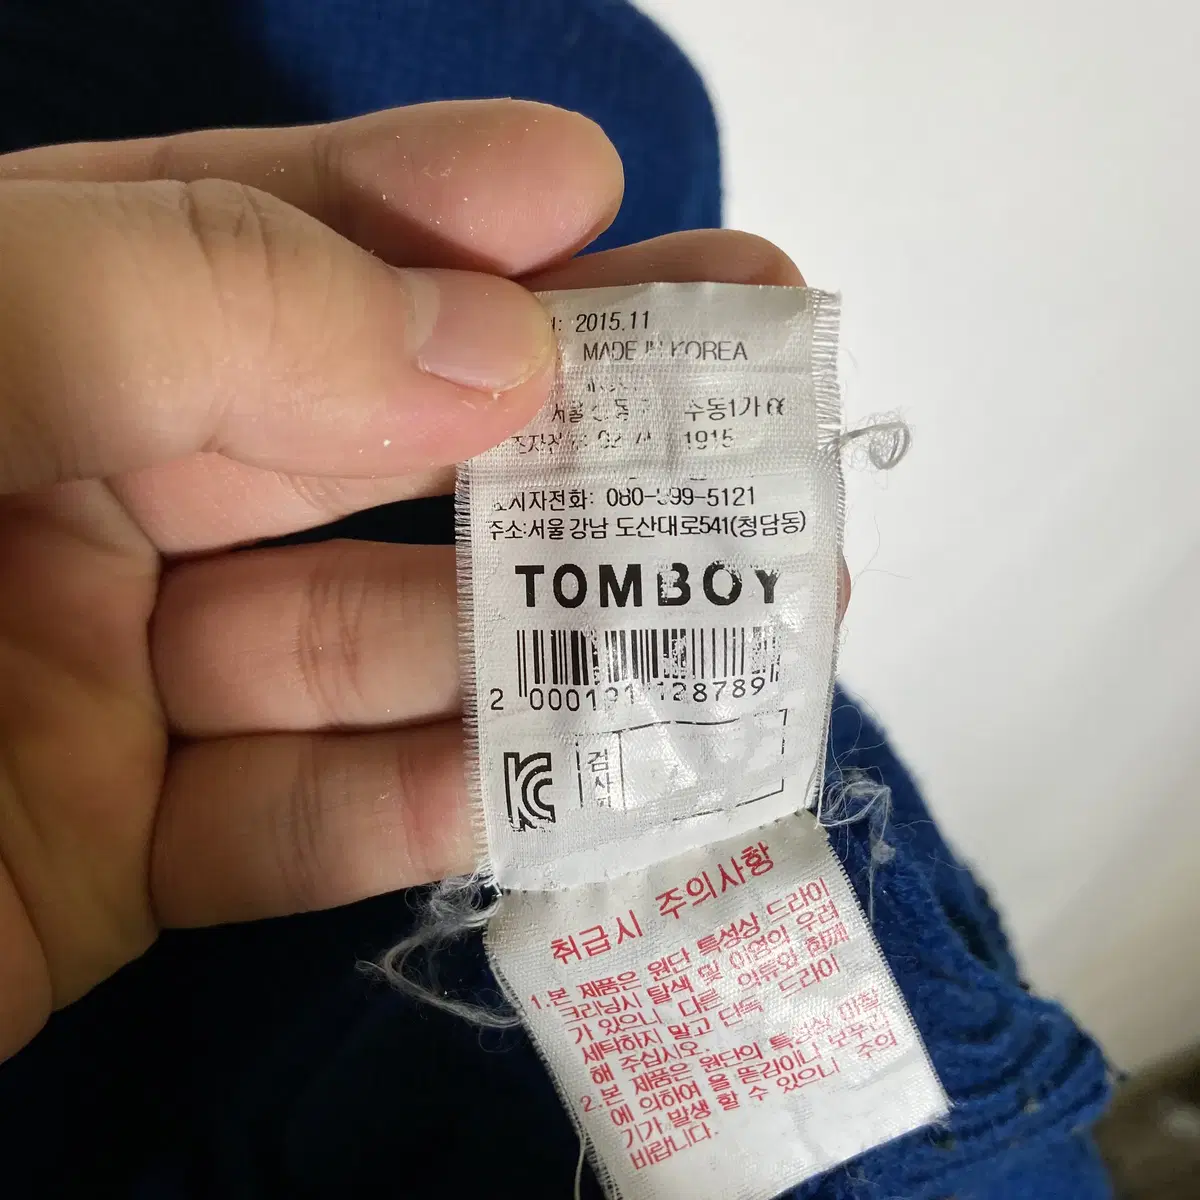 2015.11
MADE IN KOREA
서울
1915
표시자전화: 080-999-5121
주소:서울 강남 도산대로541(청담동)
TOMBOY
2 000191 128789
검사
취급시 주의사항
1.본 제품은 원단 특성상 드라이
크리닝시 탈색 및 이염의 우려
가 있으니 다른 의류와 함께
세탁하지 말고 단독 드라이
해 주십시오.
2.본 제품은 원단의 특성상 마찰
에 의하여 올 뜯김이나 보푸라
기가 발생 할 수 있으니 주의
바랍니다.